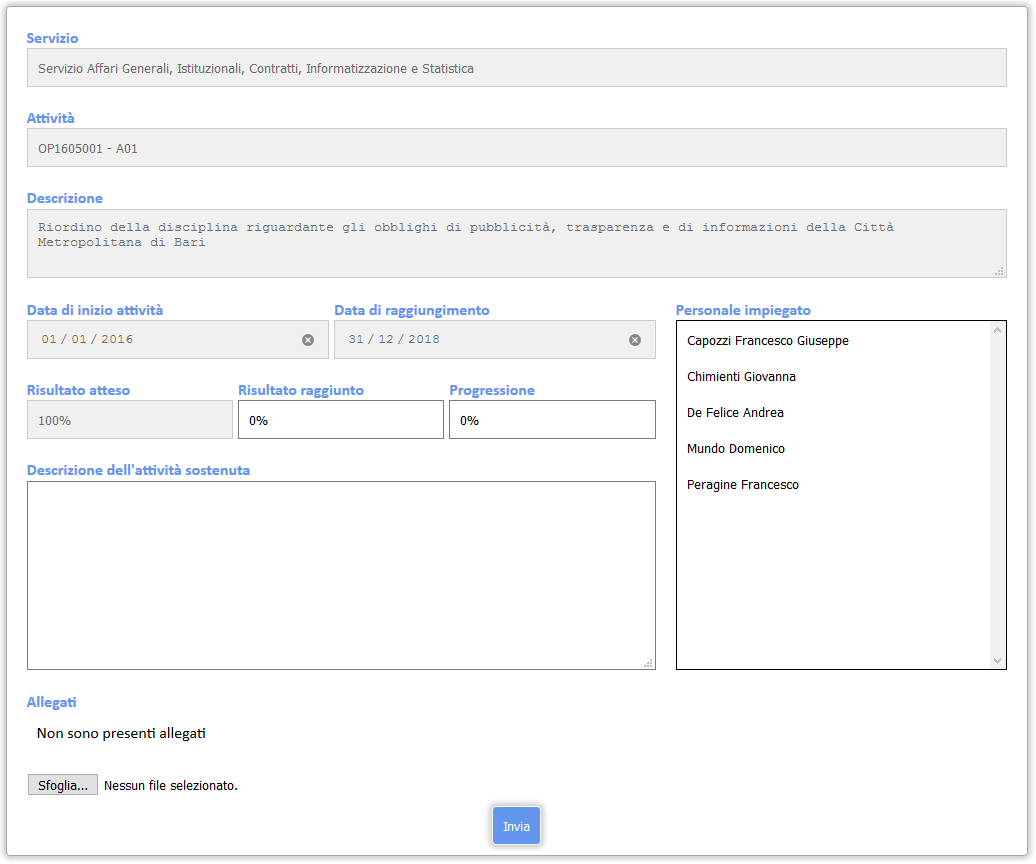 Servizio
Servizio Affari Generali, Istituzionali, Contratti, Informatizzazione e Statistica
Attività
OP1605001 - A01
Descrizione
Riordino della disciplina riguardante gli obblighi di pubblicità, trasparenza e di informazioni della Città
Metropolitana di Bari
Data di inizio attività
01 / 01 / 2016
Data di raggiungimento
31 / 12 / 2018
Risultato atteso
100%
Risultato raggiunto
0%
Progressione
0%
Descrizione dell'attività sostenuta
Personale impiegato
Capozzi Francesco Giuseppe
Chimienti Giovanna
De Felice Andrea
Mundo Domenico
Peragine Francesco
Allegati
Non sono presenti allegati
Sfoglia... Nessun file selezionato.
Invia